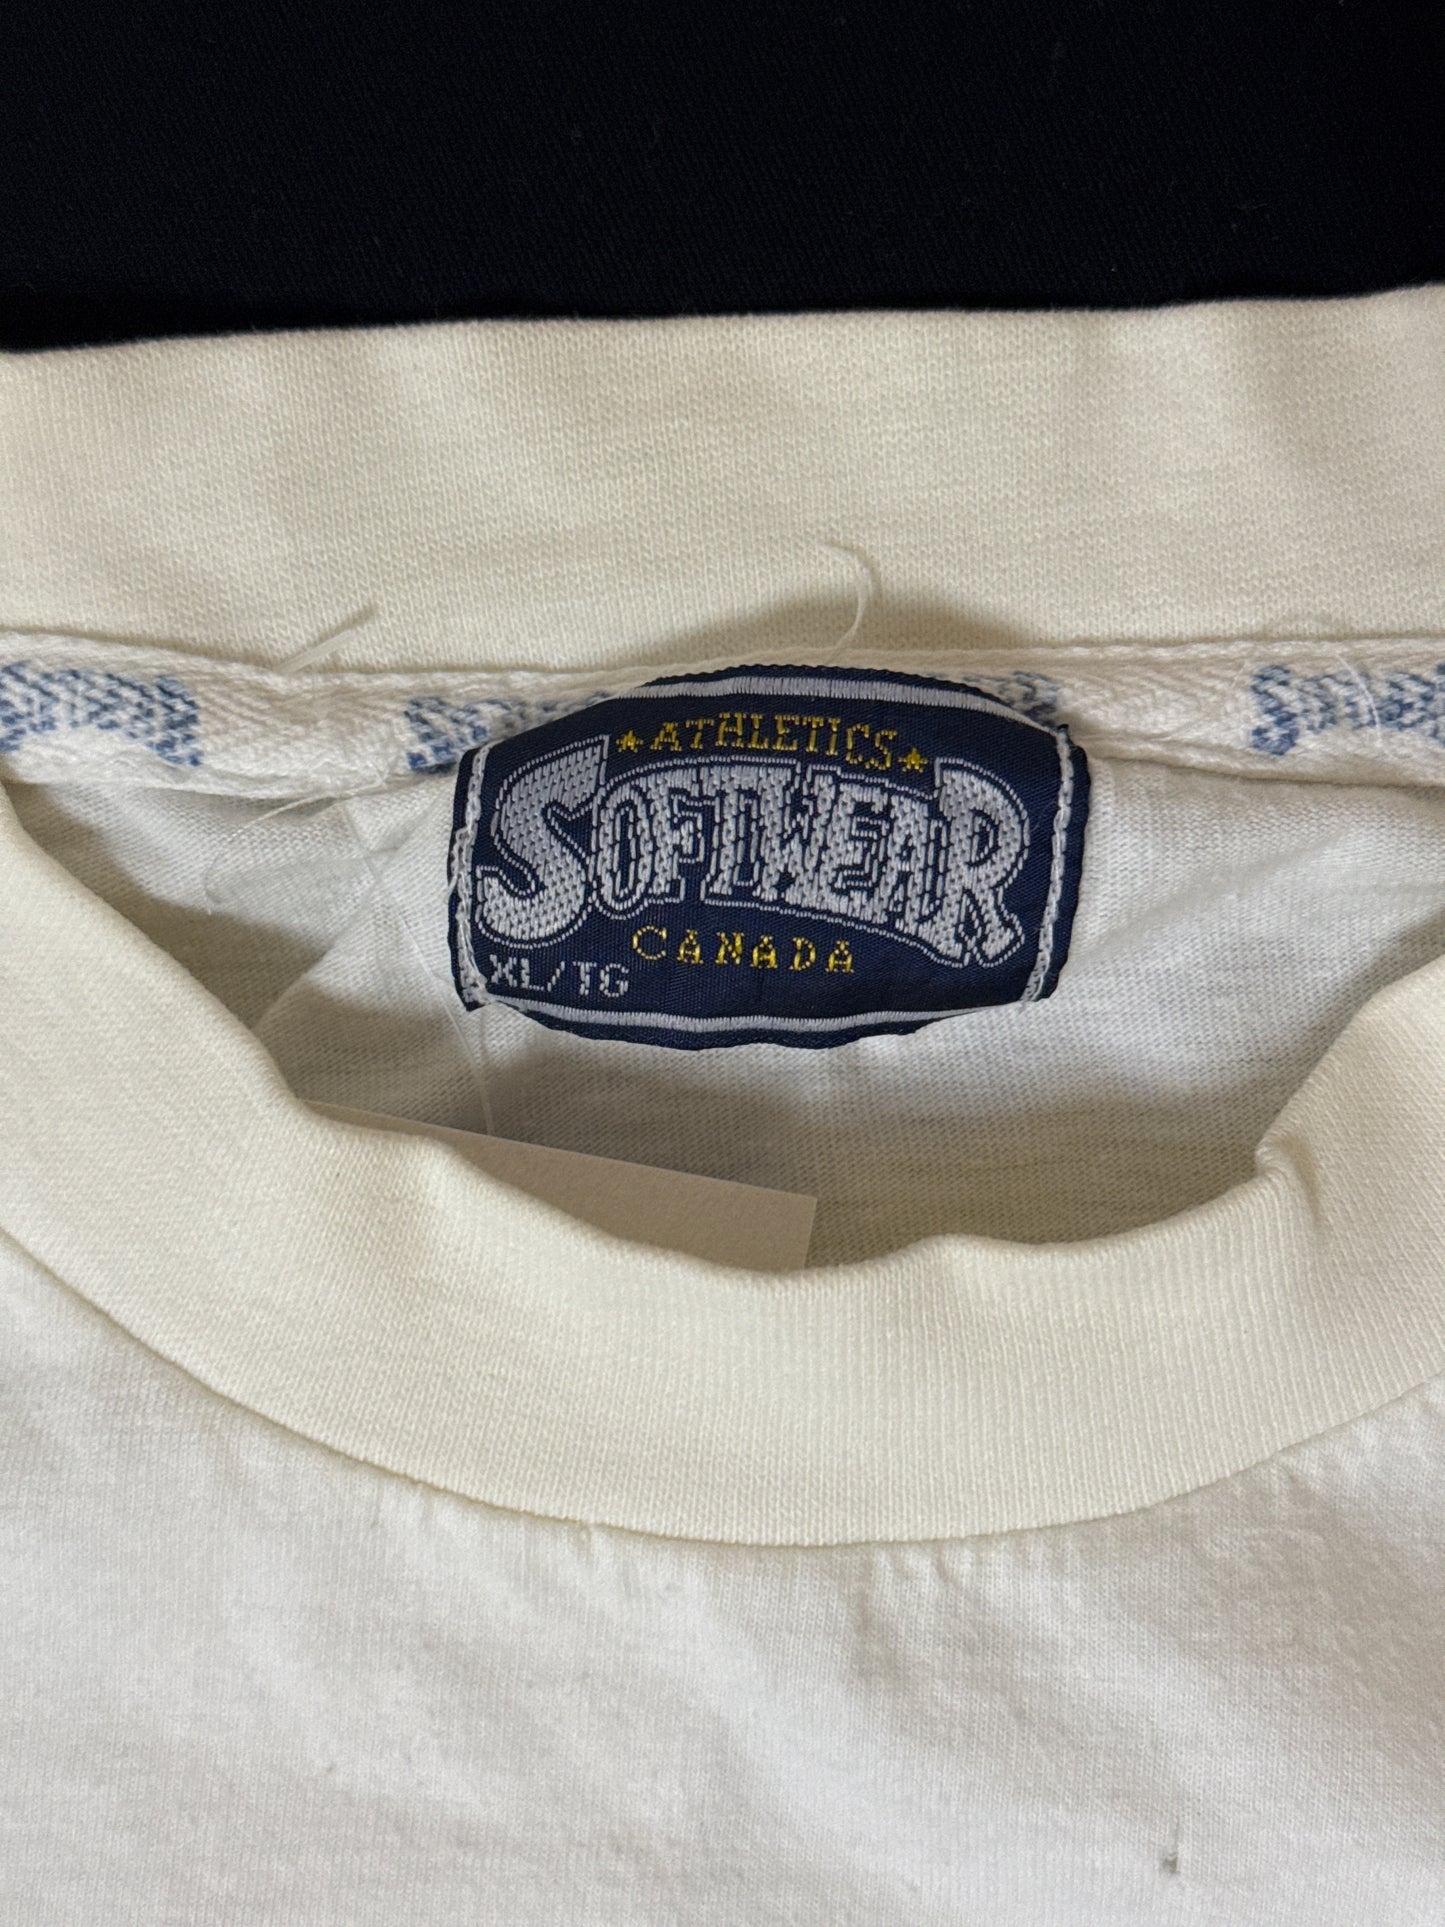 ★ATHLETICS★
SOFTWEAR
CANADA
XL/TG